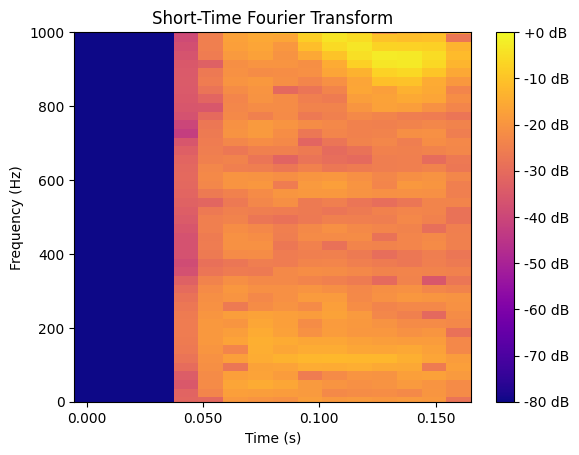 Short-Time Fourier Transform
1000
800
600
400
200
0
Frequency (Hz)
0.000
0.050
0.100
0.150
Time (s)
+0 dB
-10 dB
-20 dB
-30 dB
-40 dB
-50 dB
-60 dB
-70 dB
-80 dB